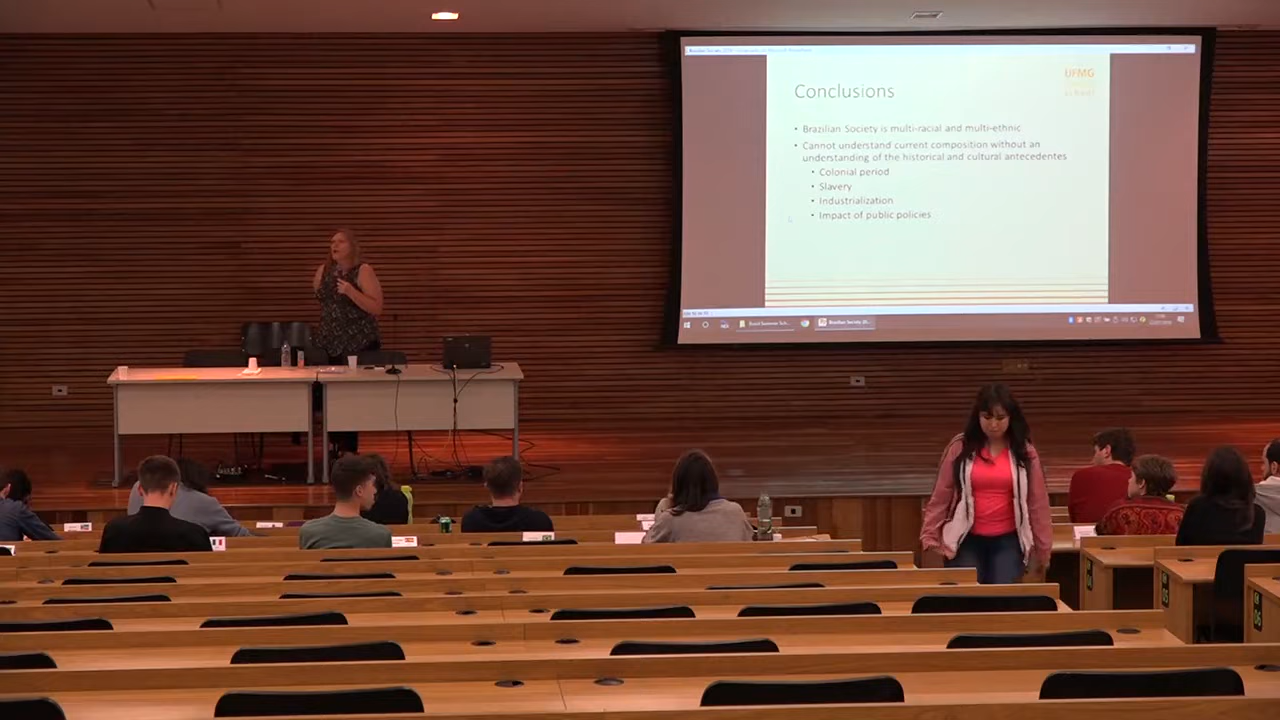 UFMG
Conclusions
• Brazilian Society is multi-racial and multi-ethnic
• Cannot understand current composition without an
understanding of the historical and cultural antecedentes
• Colonial period
• Slavery
• Industrialization
• Impact of public policies